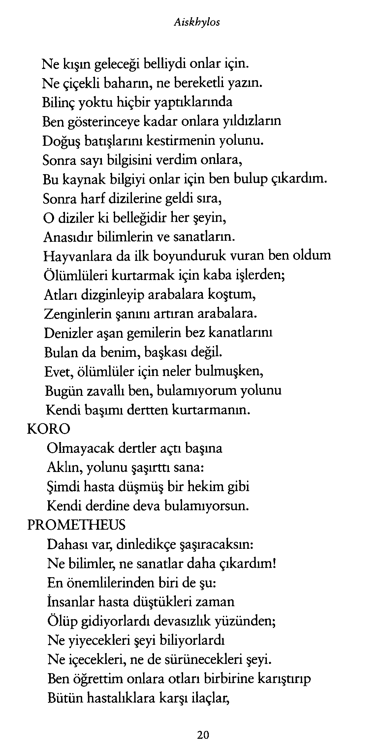 Aiskhylos
Ne kışın geleceği belliydi onlar için.
Ne çiçekli baharın, ne bereketli yazın.
Bilinç yoktu hiçbir yaptıklarında
Ben gösterinceye kadar onlara yıldızların
Doğuş batışlarını kestirmenin yolunu.
Sonra sayı bilgisini verdim onlara,
Bu kaynak bilgiyi onlar için ben bulup çıkardım.
Sonra harf dizilerine geldi sıra,
O diziler ki belleğidir her şeyin,
Anasıdır bilimlerin ve sanatların.
Hayvanlara da ilk boyunduruk vuran ben oldum
Ölümlüleri kurtarmak için kaba işlerden;
Atları dizginleyip arabalara koştum,
Zenginlerin şanını artıran arabalara.
Denizler aşan gemilerin bez kanatlarını
Bulan da benim, başkası değil.
Evet, ölümlüler için neler bulmuşken,
Bugün zavallı ben, bulamıyorum yolunu
Kendi başımı dertten kurtarmanın.
KORO
Olmayacak dertler açtı başına
Aklın, yolunu şaşırttı sana:
Şimdi hasta düşmüş bir hekim gibi
Kendi derdine deva bulamıyorsun.
PROMETHEUS
Dahası var, dinledikçe şaşıracaksın:
Ne bilimler, ne sanatlar daha çıkardım!
En önemlilerinden biri de şu:
İnsanlar hasta düştükleri zaman
Ölüp gidiyorlardı devasızlık yüzünden;
Ne yiyecekleri şeyi biliyorlardı
Ne içecekleri, ne de sürünecekleri şeyi.
Ben öğrettim onlara otları birbirine karıştırıp
Bütün hastalıklara karşı ilaçlar,
20